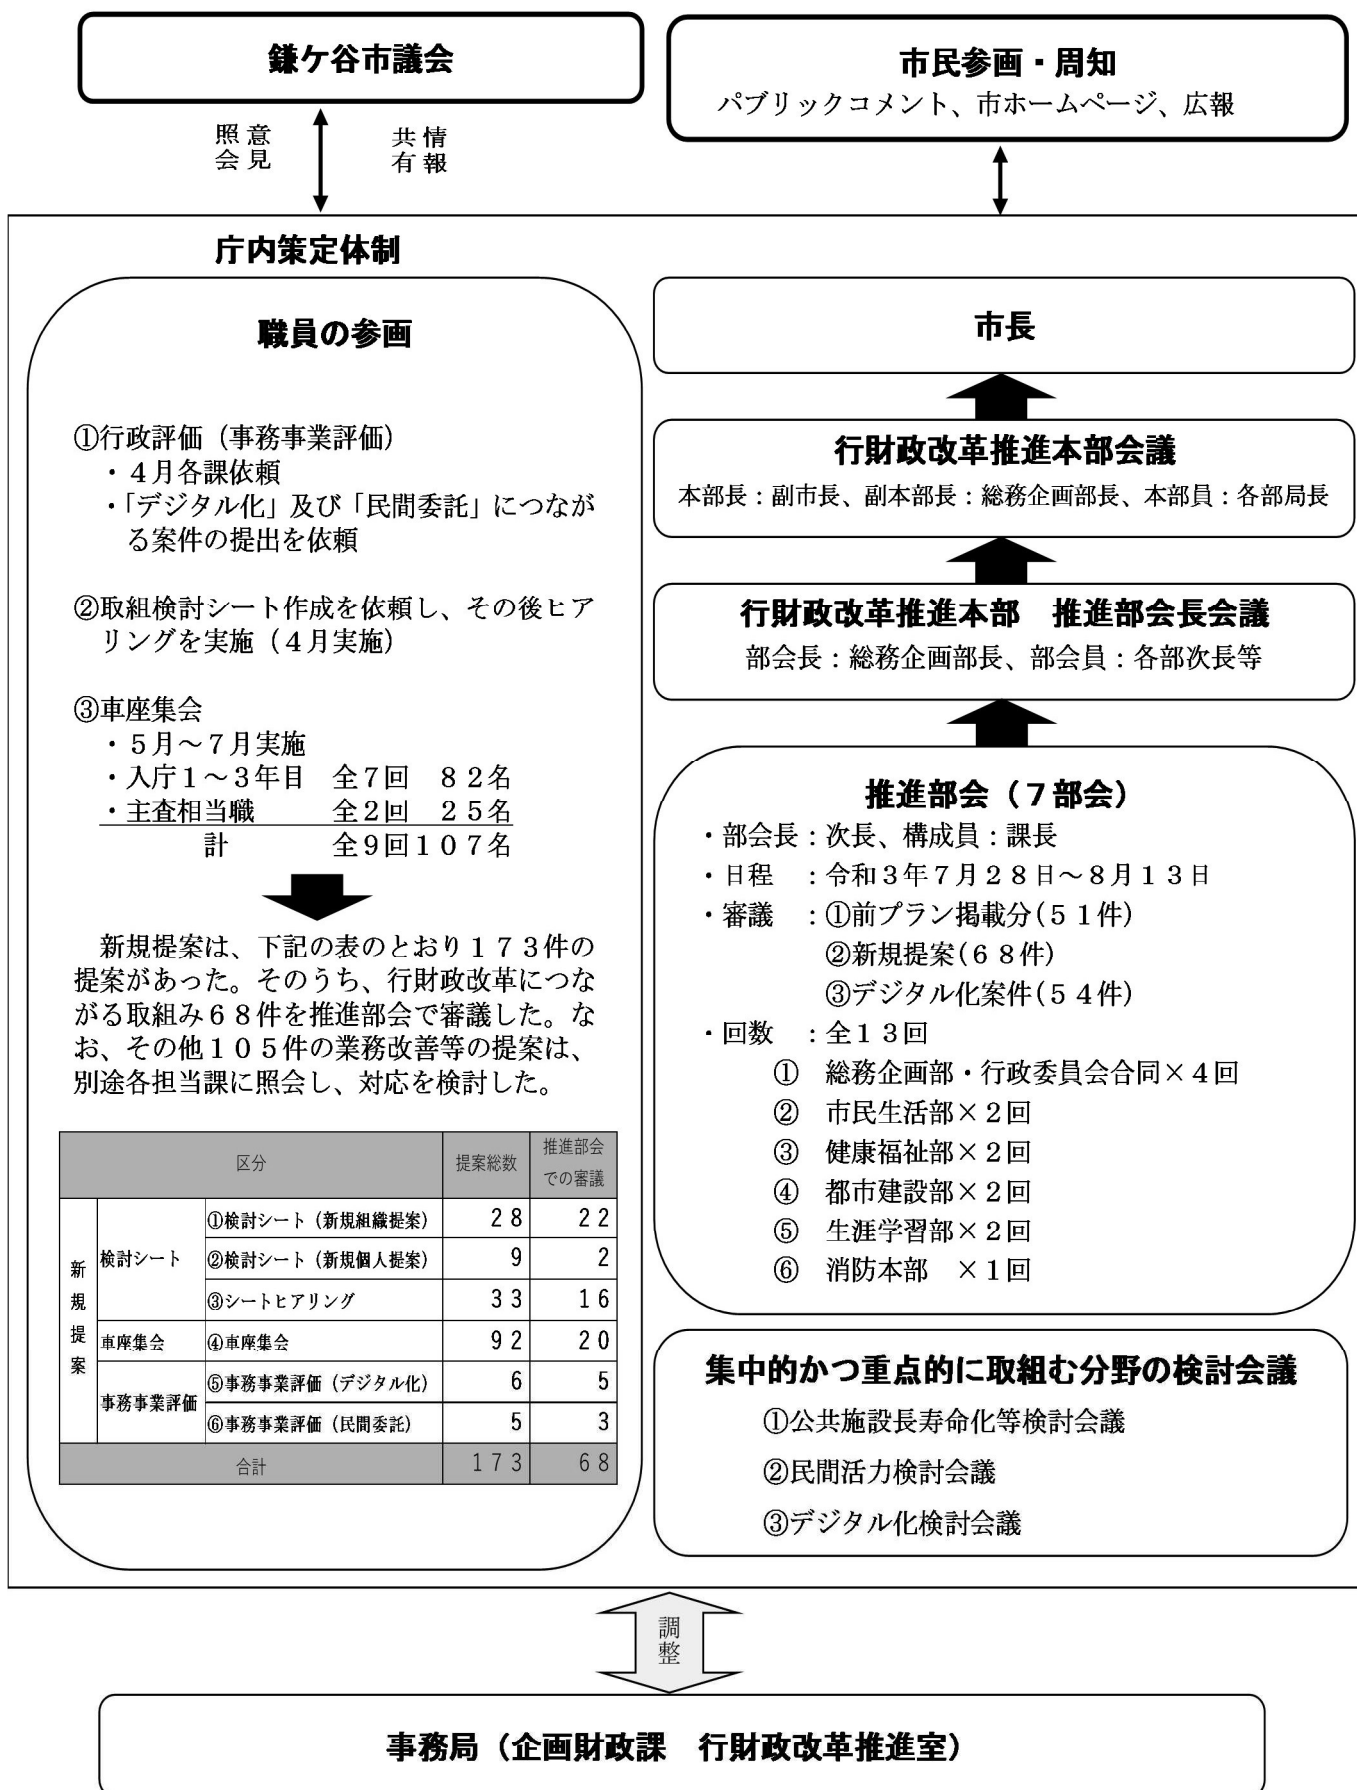 鎌ケ谷市議会
市民参画・周知
パブリックコメント、市ホームページ、広報
意見
照会
情報
共有
庁内策定体制
職員の参画
①行政評価（事務事業評価）
・４月各課依頼
・「デジタル化」及び「民間委託」につなが
る案件の提出を依頼
②取組検討シート作成を依頼し、その後ヒア
リングを実施（４月実施）
③車座集会
・５月～７月実施
・入庁１～３年目　全７回　８２名
・主査相当職　全２回　２５名
計　全９回１０７名
新規提案は、下記の表のとおり１７３件の
提案があった。そのうち、行財政改革につな
がる取組み６８件を推進部会で審議した。な
お、その他１０５件の業務改善等の提案は、
別途各担当課に照会し、対応を検討した。
区分　提案総数　推進部会
での審議
新規提案
検討シート　①検討シート（新規組織提案）　２８　２２
②検討シート（新規個人提案）　９　２
③シートヒアリング　３３　１６
車座集会　④車座集会　９２　２０
事務事業評価　⑤事務事業評価（デジタル化）　６　５
⑥事務事業評価（民間委託）　５　３
合計　１７３　６８
市長
行財政改革推進本部会議
本部長：副市長、副本部長：総務企画部長、本部員：各部局長
行財政改革推進本部　推進部会長会議
部会長：総務企画部長、部会員：各部次長等
推進部会（７部会）
・部会長：次長、構成員：課長
・日程　：令和３年７月２８日～８月１３日
・審議　：①前プラン掲載分（５１件）
②新規提案（６８件）
③デジタル化案件（５４件）
・回数　：全１３回
①　総務企画部・行政委員会合同×４回
②　市民生活部×２回
③　健康福祉部×２回
④　都市建設部×２回
⑤　生涯学習部×２回
⑥　消防本部　×１回
集中的かつ重点的に取組む分野の検討会議
①公共施設長寿命化等検討会議
②民間活力検討会議
③デジタル化検討会議
調整
事務局（企画財政課　行財政改革推進室）